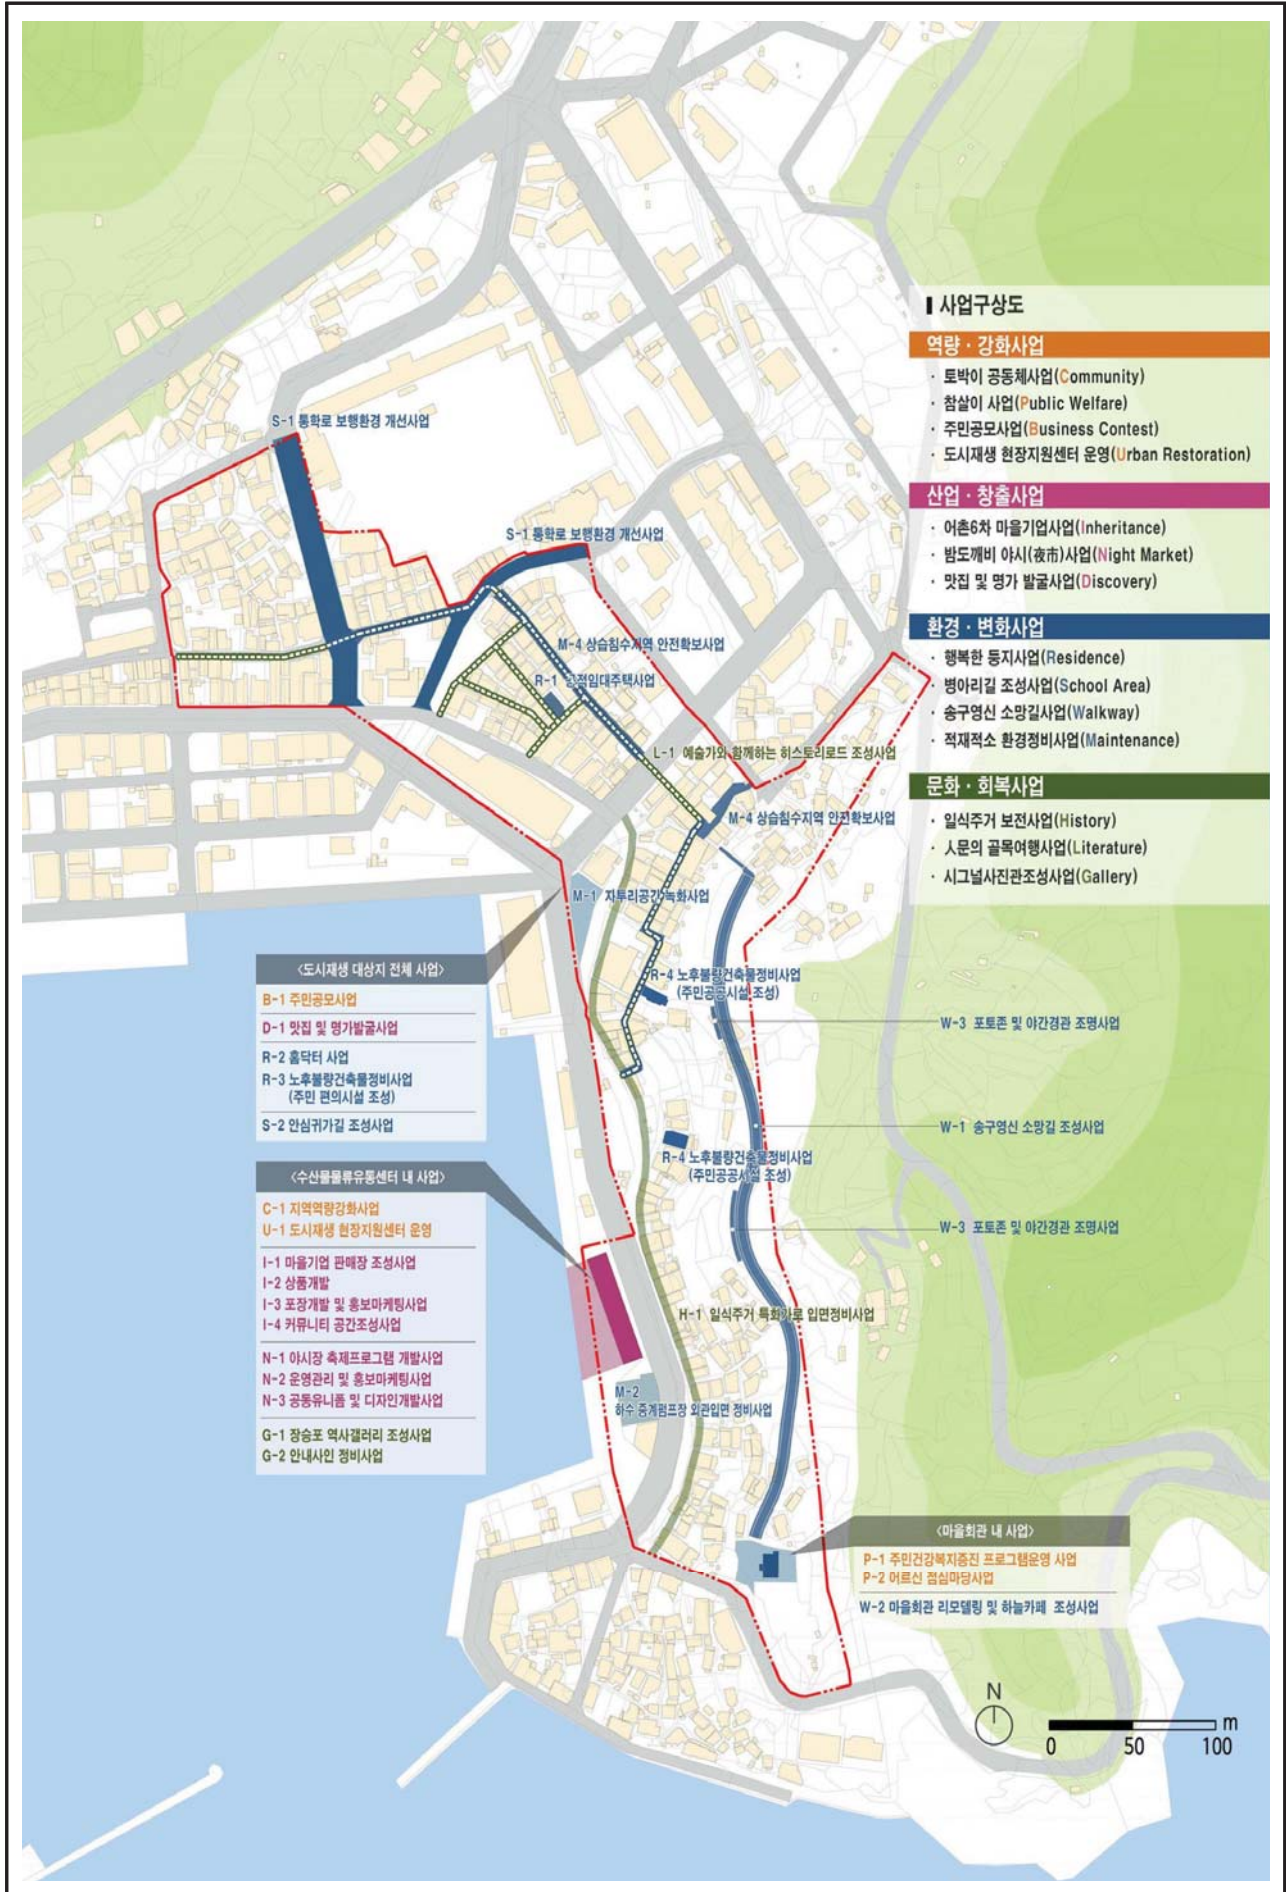 ▌사업구상도
역량 · 강화사업
· 토박이 공동체사업(Community)
· 참살이 사업(Public Welfare)
· 주민공모사업(Business Contest)
· 도시재생 현장지원센터 운영(Urban Restoration)
산업 · 창출사업
· 어촌6차 마을기업사업(Inheritance)
· 밤도깨비 야시(夜市)사업(Night Market)
· 맛집 및 명가 발굴사업(Discovery)
환경 · 변화사업
· 행복한 둥지사업(Residence)
· 병아리길 조성사업(School Area)
· 송구영신 소망길사업(Walkway)
· 적재적소 환경정비사업(Maintenance)
문화 · 회복사업
· 일식주거 보전사업(History)
· 人문의 골목여행사업(Literature)
· 시그널사진관조성사업(Gallery)
S-1 통학로 보행환경 개선사업
S-1 통학로 보행환경 개선사업
M-4 상습침수지역 안전확보사업
R-1 공적임대주택사업
L-1 예술가와 함께하는 히스토리로드 조성사업
M-4 상습침수지역 안전확보사업
M-1 자투리공간 녹화사업
R-4 노후불량건축물정비사업
(주민공공시설 조성)
W-3 포토존 및 야간경관 조명사업
W-1 송구영신 소망길 조성사업
R-4 노후불량건축물정비사업
(주민공공시설 조성)
W-3 포토존 및 야간경관 조명사업
H-1 일식주거 특화가로 입면정비사업
M-2
하수 중계펌프장 외관입면 정비사업
<도시재생 대상지 전체 사업>
B-1 주민공모사업
D-1 맛집 및 명가발굴사업
R-2 홈닥터 사업
R-3 노후불량건축물정비사업
(주민 편의시설 조성)
S-2 안심귀가길 조성사업
<수산물물류유통센터 내 사업>
C-1 지역역량강화사업
U-1 도시재생 현장지원센터 운영
I-1 마을기업 판매장 조성사업
I-2 상품개발
I-3 포장개발 및 홍보마케팅사업
I-4 커뮤니티 공간조성사업
N-1 야시장 축제프로그램 개발사업
N-2 운영관리 및 홍보마케팅사업
N-3 공동유니폼 및 디자인개발사업
G-1 장승포 역사갤러리 조성사업
G-2 안내사인 정비사업
<마을회관 내 사업>
P-1 주민건강복지증진 프로그램운영 사업
P-2 어르신 점심마당사업
W-2 마을회관 리모델링 및 하늘카페 조성사업
N
m
0 50 100